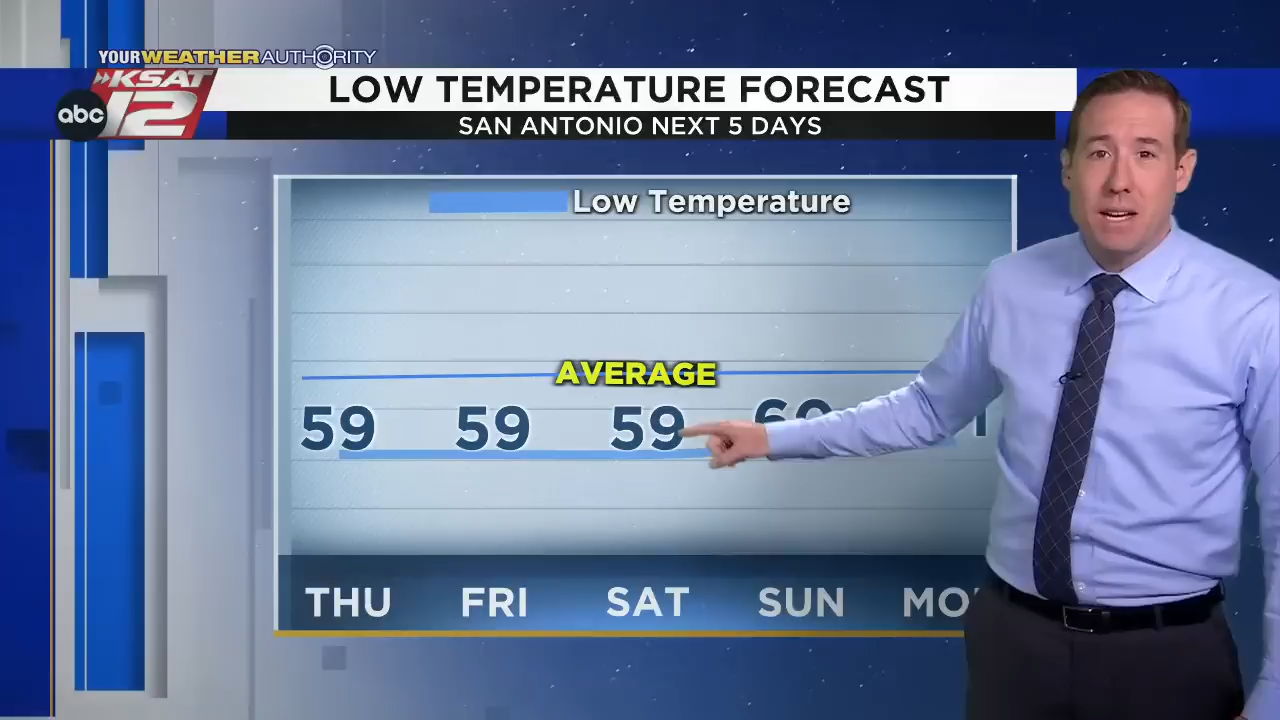 YOUR WEATHER AUTHORITY
KSAT
abc 12
LOW TEMPERATURE FORECAST
SAN ANTONIO NEXT 5 DAYS
Low Temperature
AVERAGE
59 59 59 60
THU FRI SAT SUN